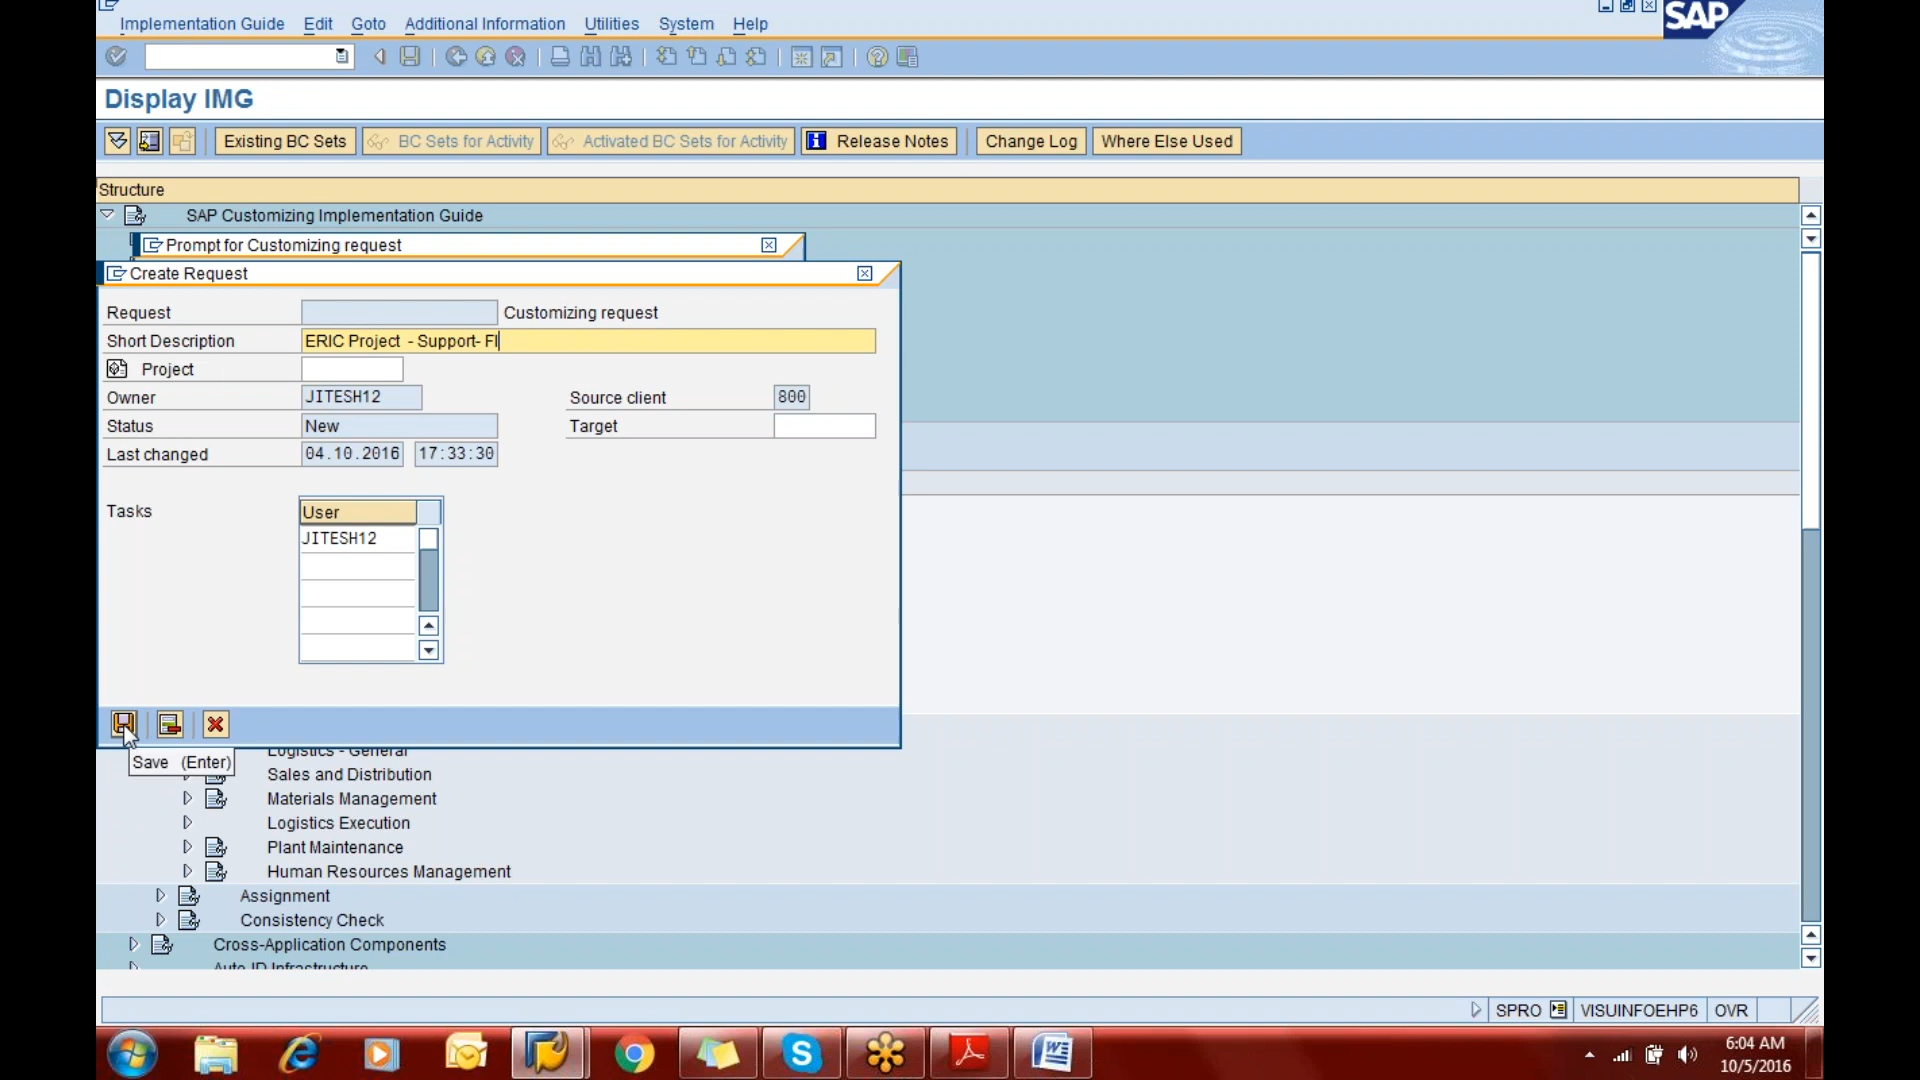 Implementation Guide Edit Goto Additional Information Utilities System Help
SAP
Display IMG
Existing BC Sets BC Sets for Activity Activated BC Sets for Activity Release Notes Change Log Where Else Used
Structure
SAP Customizing Implementation Guide
Prompt for Customizing request
Create Request
Request Customizing request
Short Description ERIC Project - Support- FI
Project
Owner JITESH12 Source client 800
Status New Target
Last changed 04.10.2016 17:33:30
Tasks User
JITESH12
Logistics - General
Save (Enter)
Sales and Distribution
Materials Management
Logistics Execution
Plant Maintenance
Human Resources Management
Assignment
Consistency Check
Cross-Application Components
Auto-ID Infrastructure
SPRO VISUINFOEHP6 OVR
6:04 AM
10/5/2016